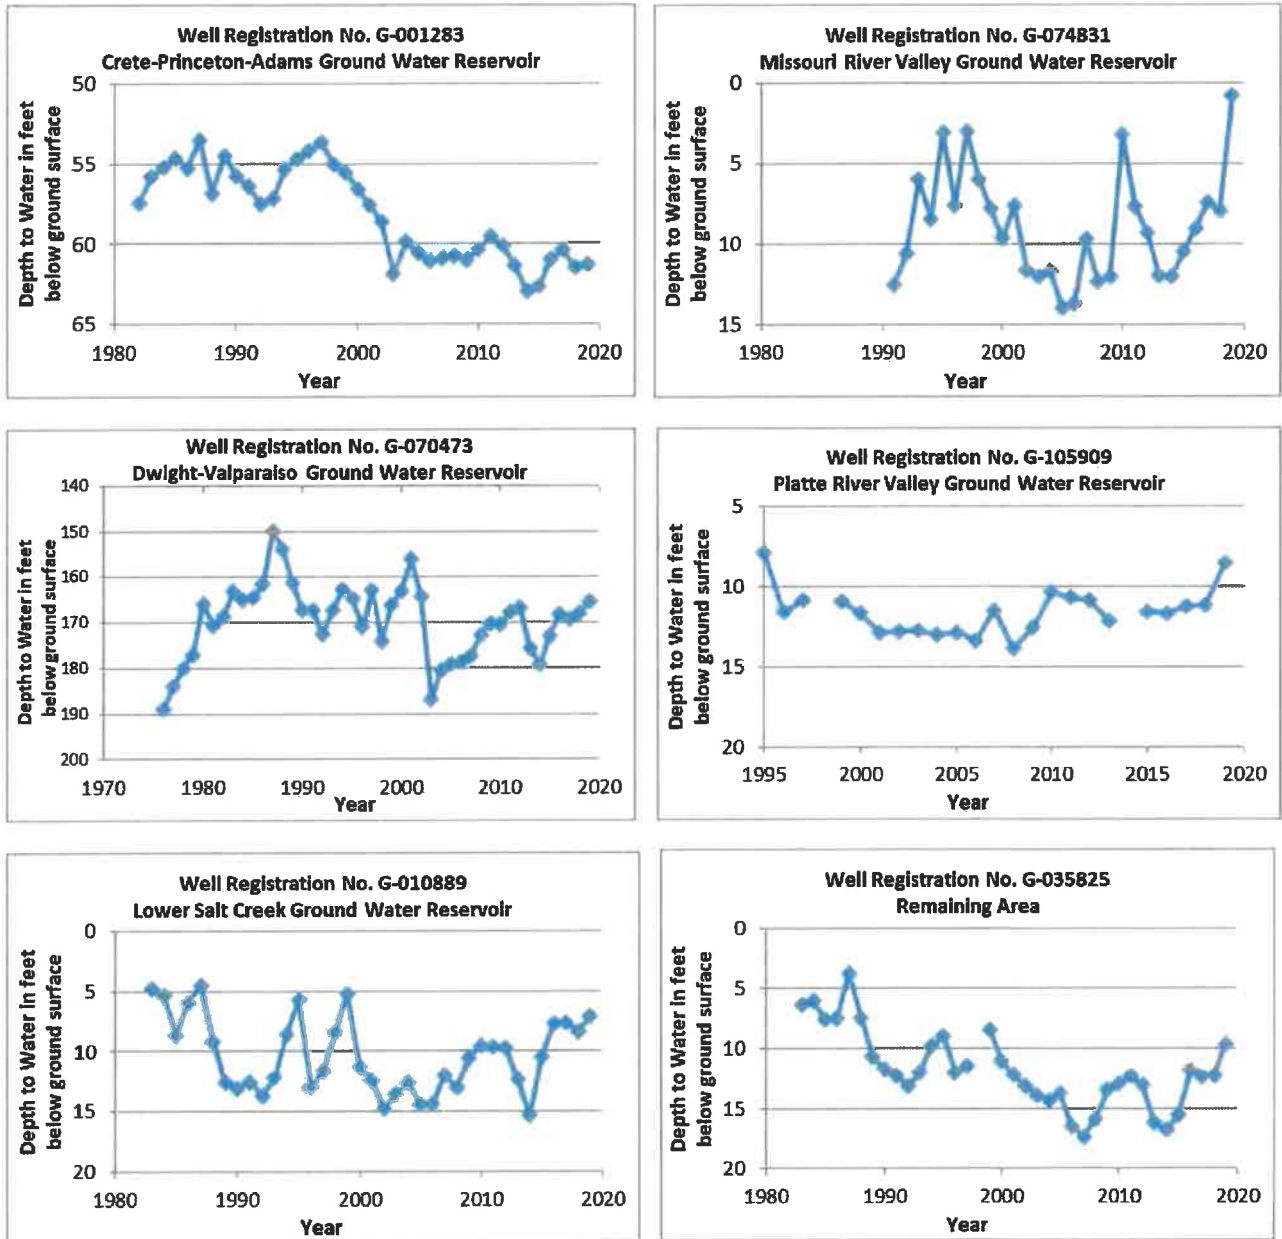 Well Registration No. G-001283
Crete-Princeton-Adams Ground Water Reservoir
Depth to Water in feet
below ground surface
50
55
60
65
1980
1990
2000
2010
2020
Year
Well Registration No. G-074831
Missouri River Valley Ground Water Reservoir
Depth to Water in feet
below ground surface
0
5
10
15
1980
1990
2000
2010
2020
Year
Well Registration No. G-070473
Dwight-Valparaiso Ground Water Reservoir
Depth to Water in feet
below ground surface
140
150
160
170
180
190
200
1970
1980
1990
2000
2010
2020
Year
Well Registration No. G-105909
Platte River Valley Ground Water Reservoir
Depth to Water in feet
below ground surface
5
10
15
20
1995
2000
2005
2010
2015
2020
Year
Well Registration No. G-010889
Lower Salt Creek Ground Water Reservoir
Depth to Water in feet
below ground surface
0
5
10
15
20
1980
1990
2000
2010
2020
Year
Well Registration No. G-035825
Remaining Area
Depth to Water in feet
below ground surface
0
5
10
15
20
1980
1990
2000
2010
2020
Year